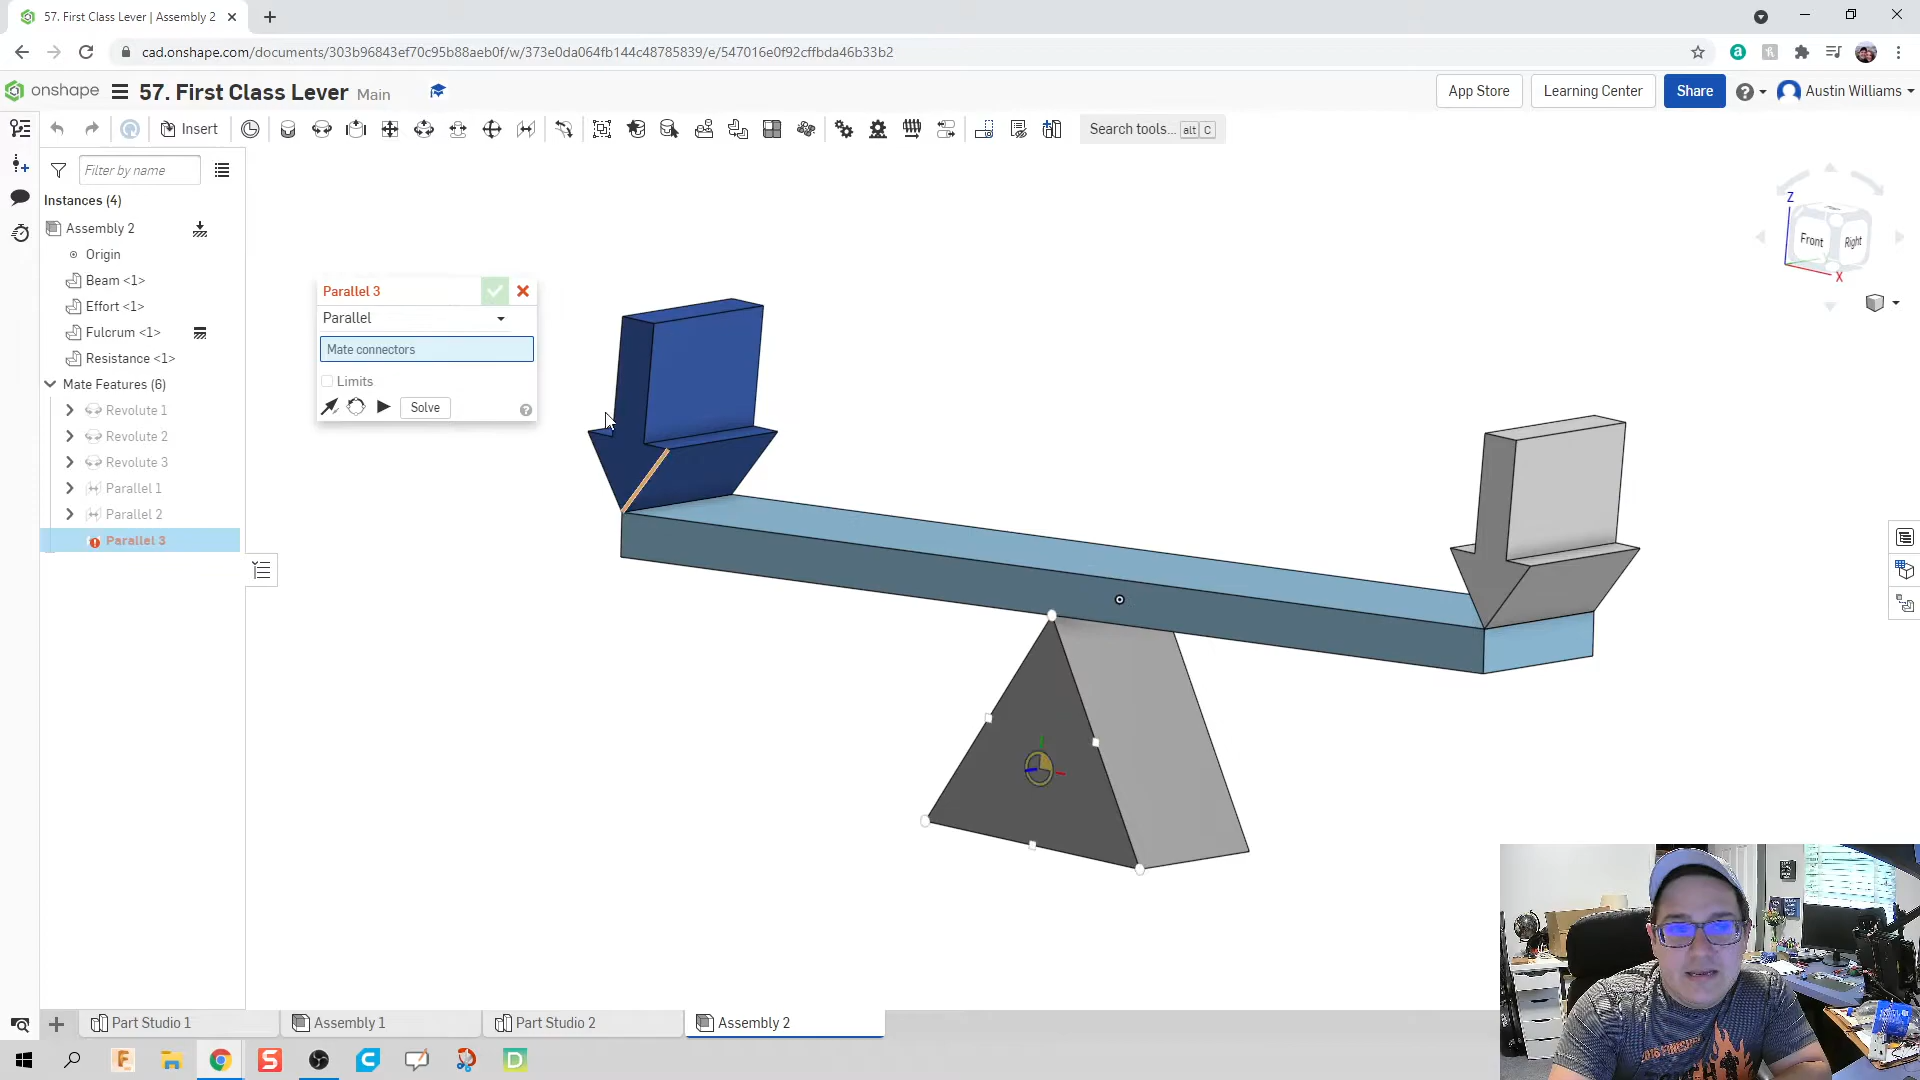 57. First Class Lever | Assembly 2
cad.onshape.com/documents/303b96843ef70c95b88aeb0f/w/373e0da064fb144c48785839/e/547016e0f92cffbda46b33b2
onshape
57. First Class Lever Main
App Store
Learning Center
Share
Austin Williams
Insert
Search tools... alt C
Filter by name
Instances (4)
Assembly 2
Origin
Beam <1>
Effort <1>
Fulcrum <1>
Resistance <1>
Mate Features (6)
Revolute 1
Revolute 2
Revolute 3
Parallel 1
Parallel 2
Parallel 3
Parallel 3
Parallel
Mate connectors
Limits
Solve
Z
Front
Right
X
Part Studio 1
Assembly 1
Part Studio 2
Assembly 2